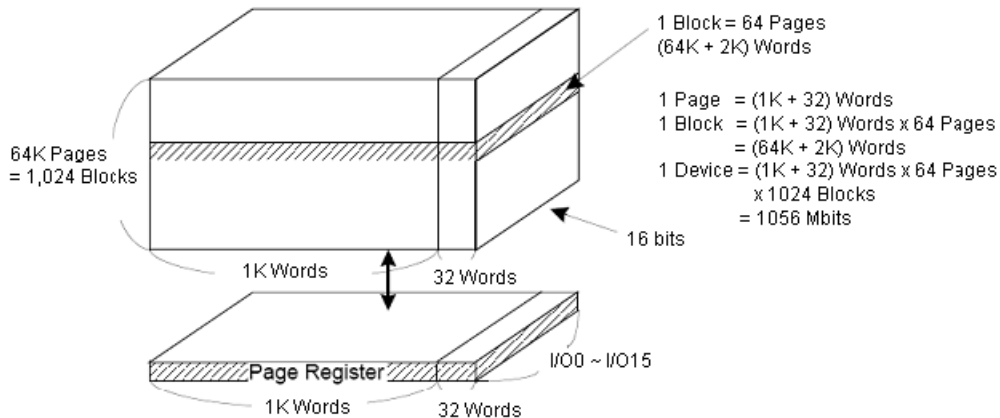 1 Block = 64 Pages
(64K + 2K) Words
1 Page = (1K + 32) Words
1 Block = (1K + 32) Words x 64 Pages
= (64K + 2K) Words
1 Device = (1K + 32) Words x 64 Pages
x 1024 Blocks
= 1056 Mbits
64K Pages
= 1,024 Blocks
16 bits
1K Words
32 Words
I/O0 ~ I/O15
Page Register
1K Words
32 Words